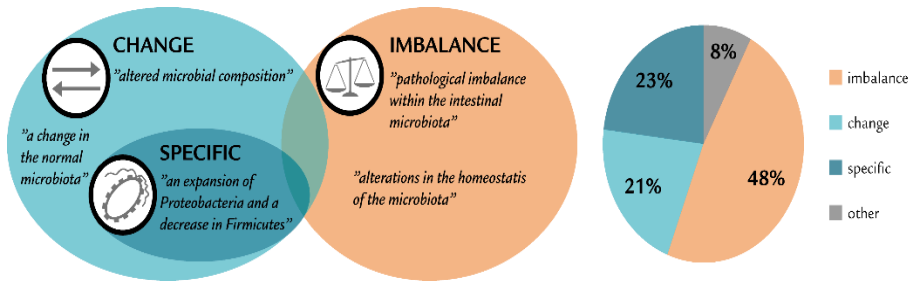 CHANGE
"altered microbial composition"
"a change in
the normal
microbiota"
SPECIFIC
"an expansion of
Proteobacteria and a
decrease in Firmicutes"
IMBALANCE
"pathological imbalance
within the intestinal
microbiota"
"alterations in the homeostatis
of the microbiota"
8%
23%
21%
48%
imbalance
change
specific
other